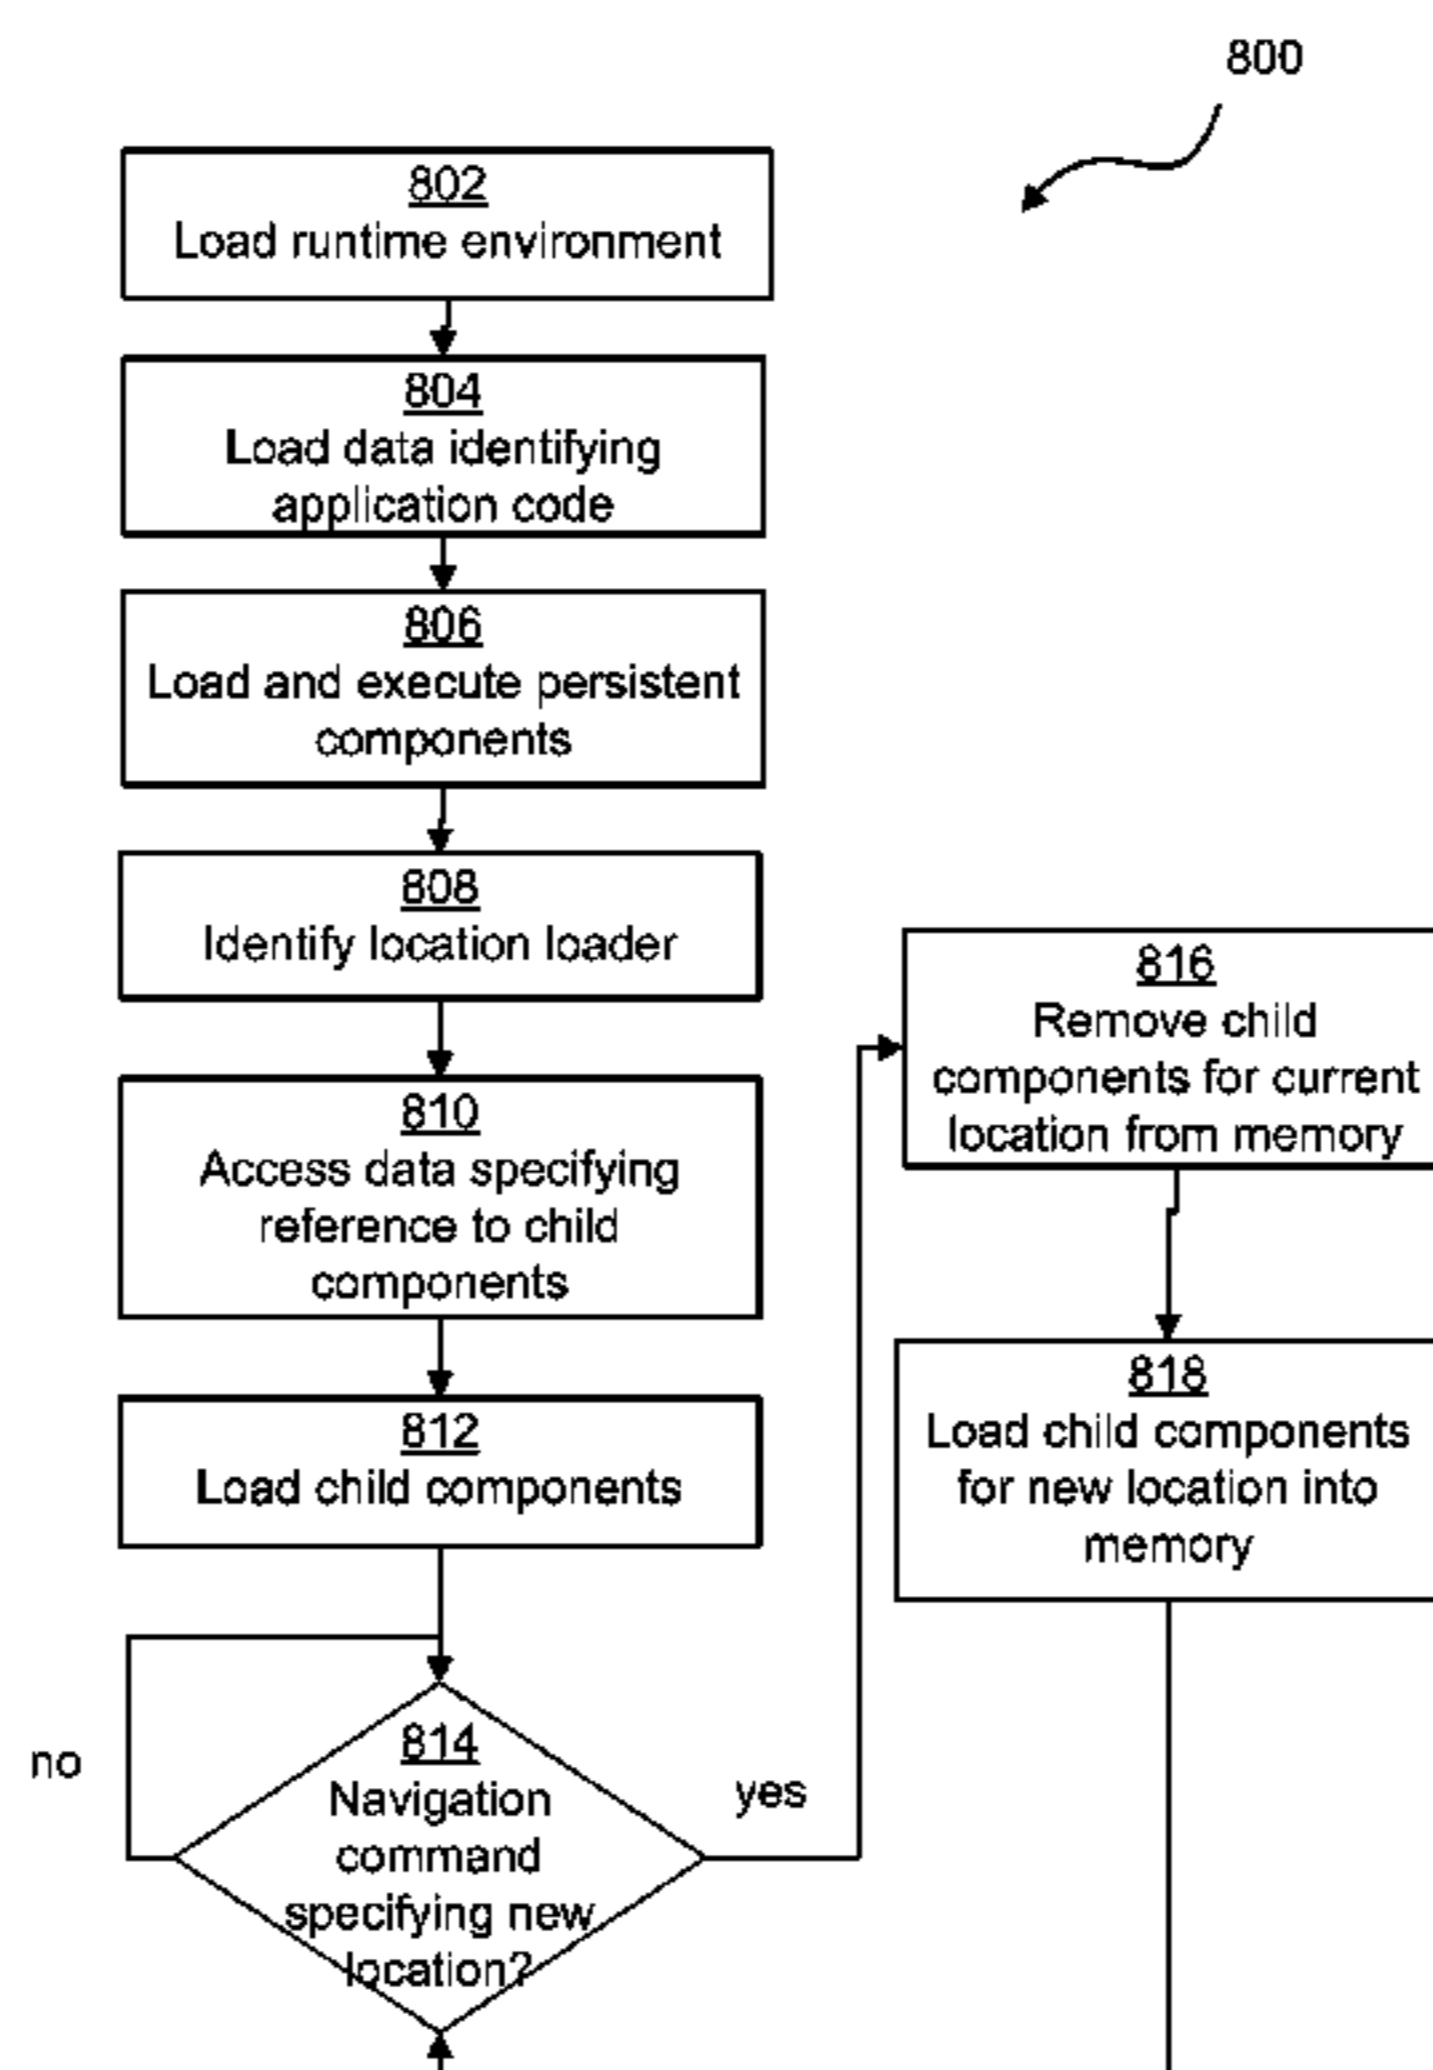 800
802
Load runtime environment
804
Load data identifying
application code
806
Load and execute persistent
components
808
Identify location loader
810
Access data specifying
reference to child
components
812
Load child components
814
Navigation
command
specifying new
location?
no
yes
816
Remove child
components for current
location from memory
818
Load child components
for new location into
memory